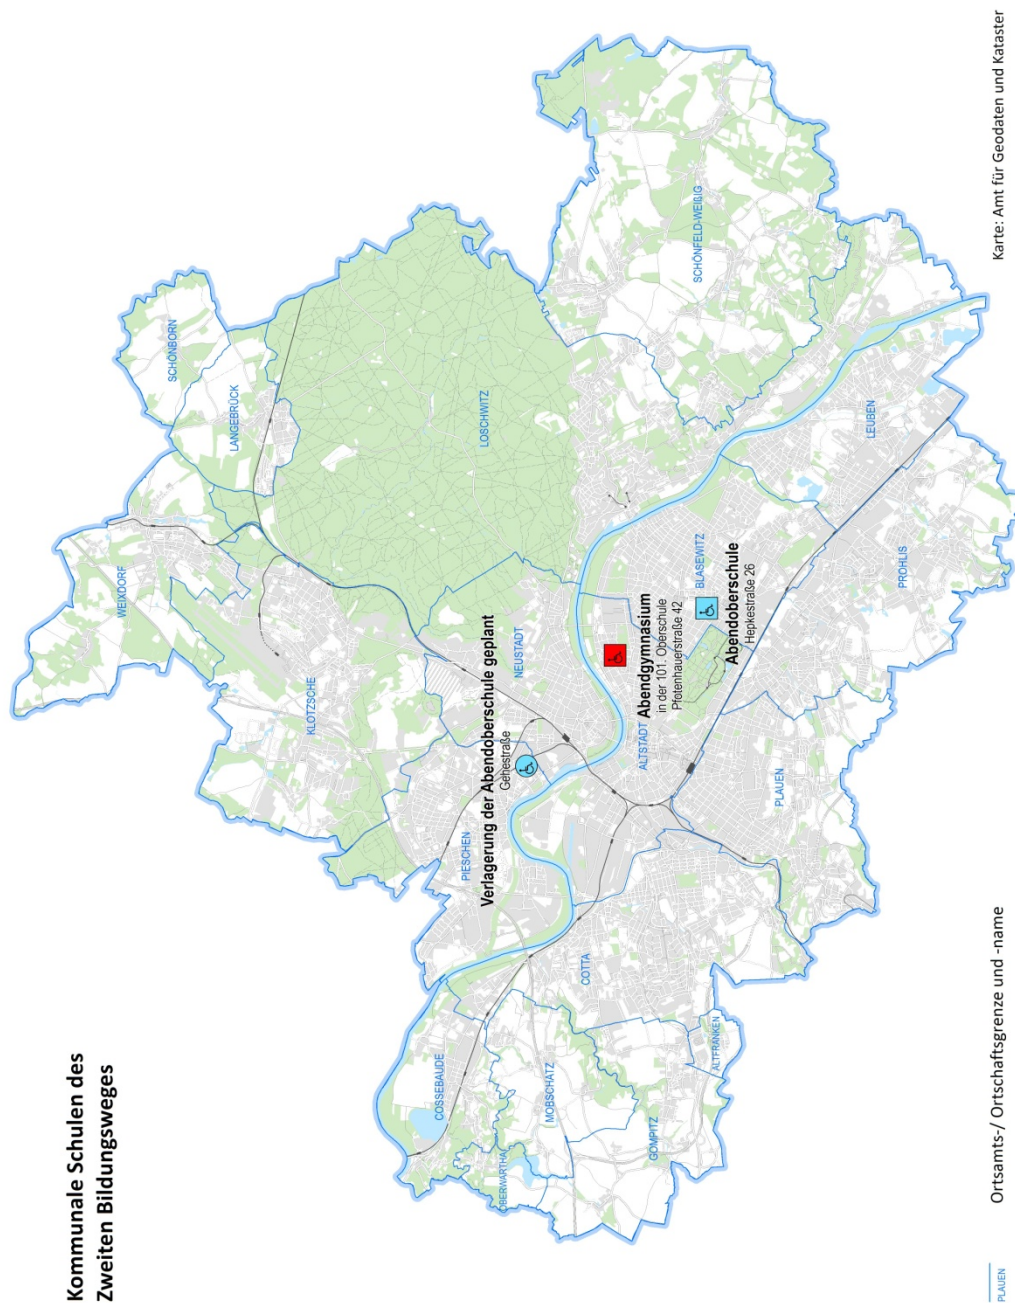 Kommunale Schulen des
Zweiten Bildungsweges
WEIXDORF
SCHÖNBORN
LANGEBRÜCK
KLOTZSCHE
LOSCHWITZ
SCHÖNFELD-WEIßIG
PIESCHEN
NEUSTADT
Verlagerung der Abendoberschule geplant
Gehestraße
COSSEBAUDE
OBERWARTHA
MOBSCHATZ
COTTA
GOMPITZ
ALTFRANKEN
ALTSTADT
Abendgymnasium
in der 101. Oberschule
Pfotenhauerstraße 42
BLASEWITZ
Abendoberschule
Hepkestraße 26
PLAUEN
PROHLIS
LEUBEN
PLAUEN
Ortsamts-/ Ortschaftsgrenze und -name
Karte: Amt für Geodaten und Kataster